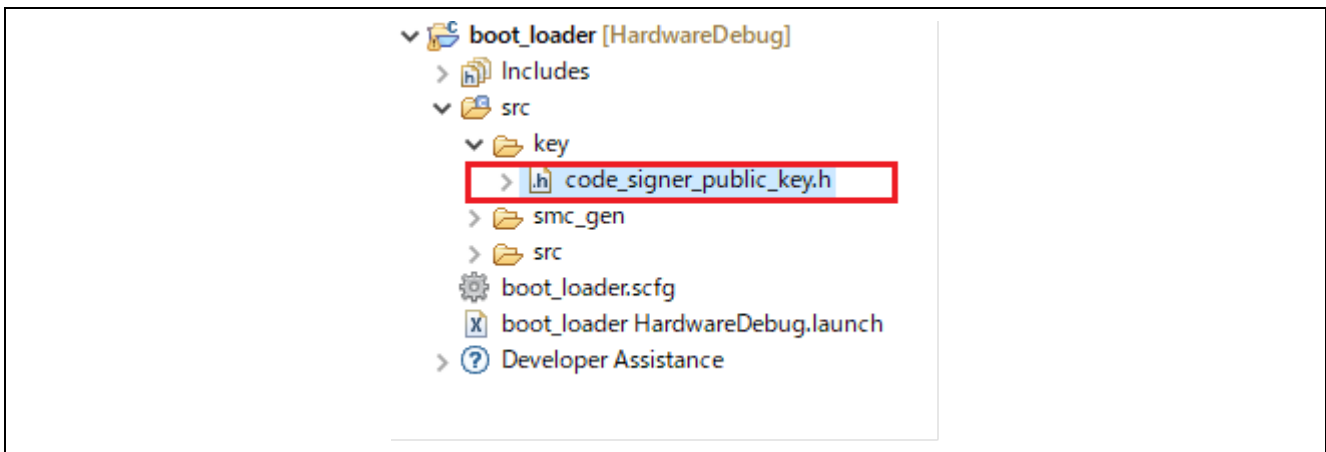 boot_loader [HardwareDebug]
Includes
src
key
.h code_signer_public_key.h
smc_gen
src
boot_loader.scfg
boot_loader HardwareDebug.launch
Developer Assistance